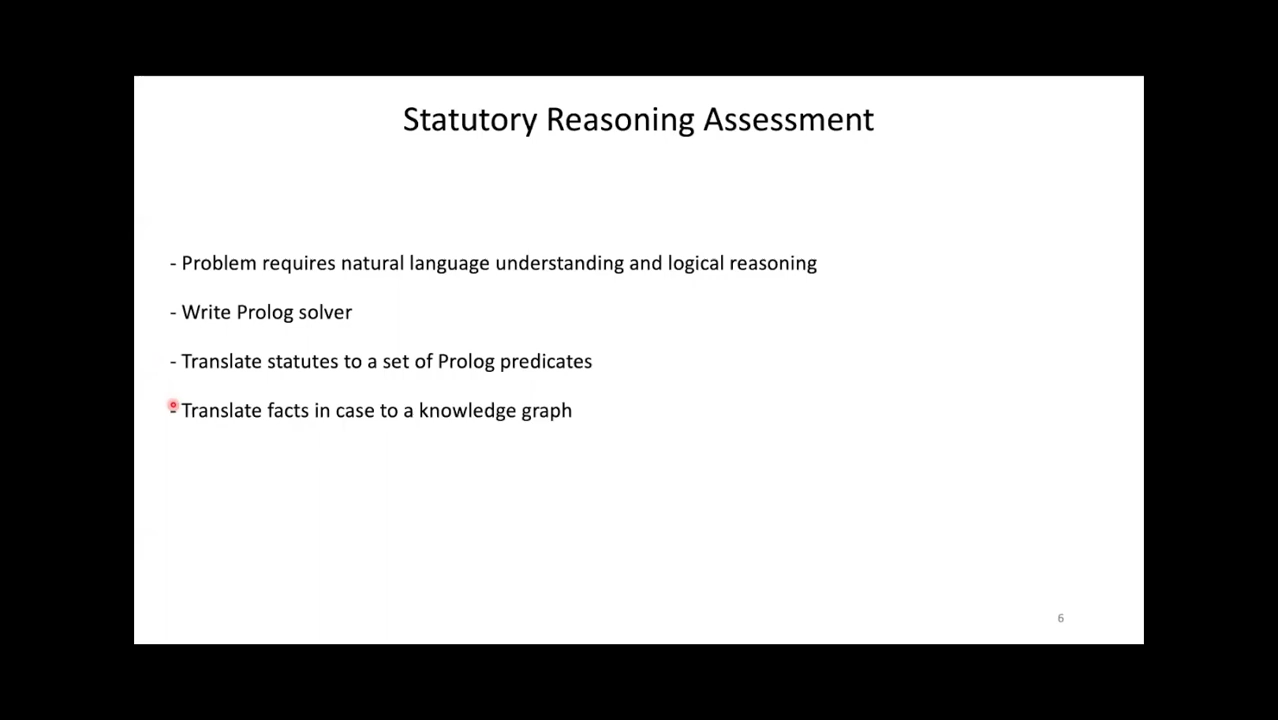 Statutory Reasoning Assessment
- Problem requires natural language understanding and logical reasoning
- Write Prolog solver
- Translate statutes to a set of Prolog predicates
- Translate facts in case to a knowledge graph
6